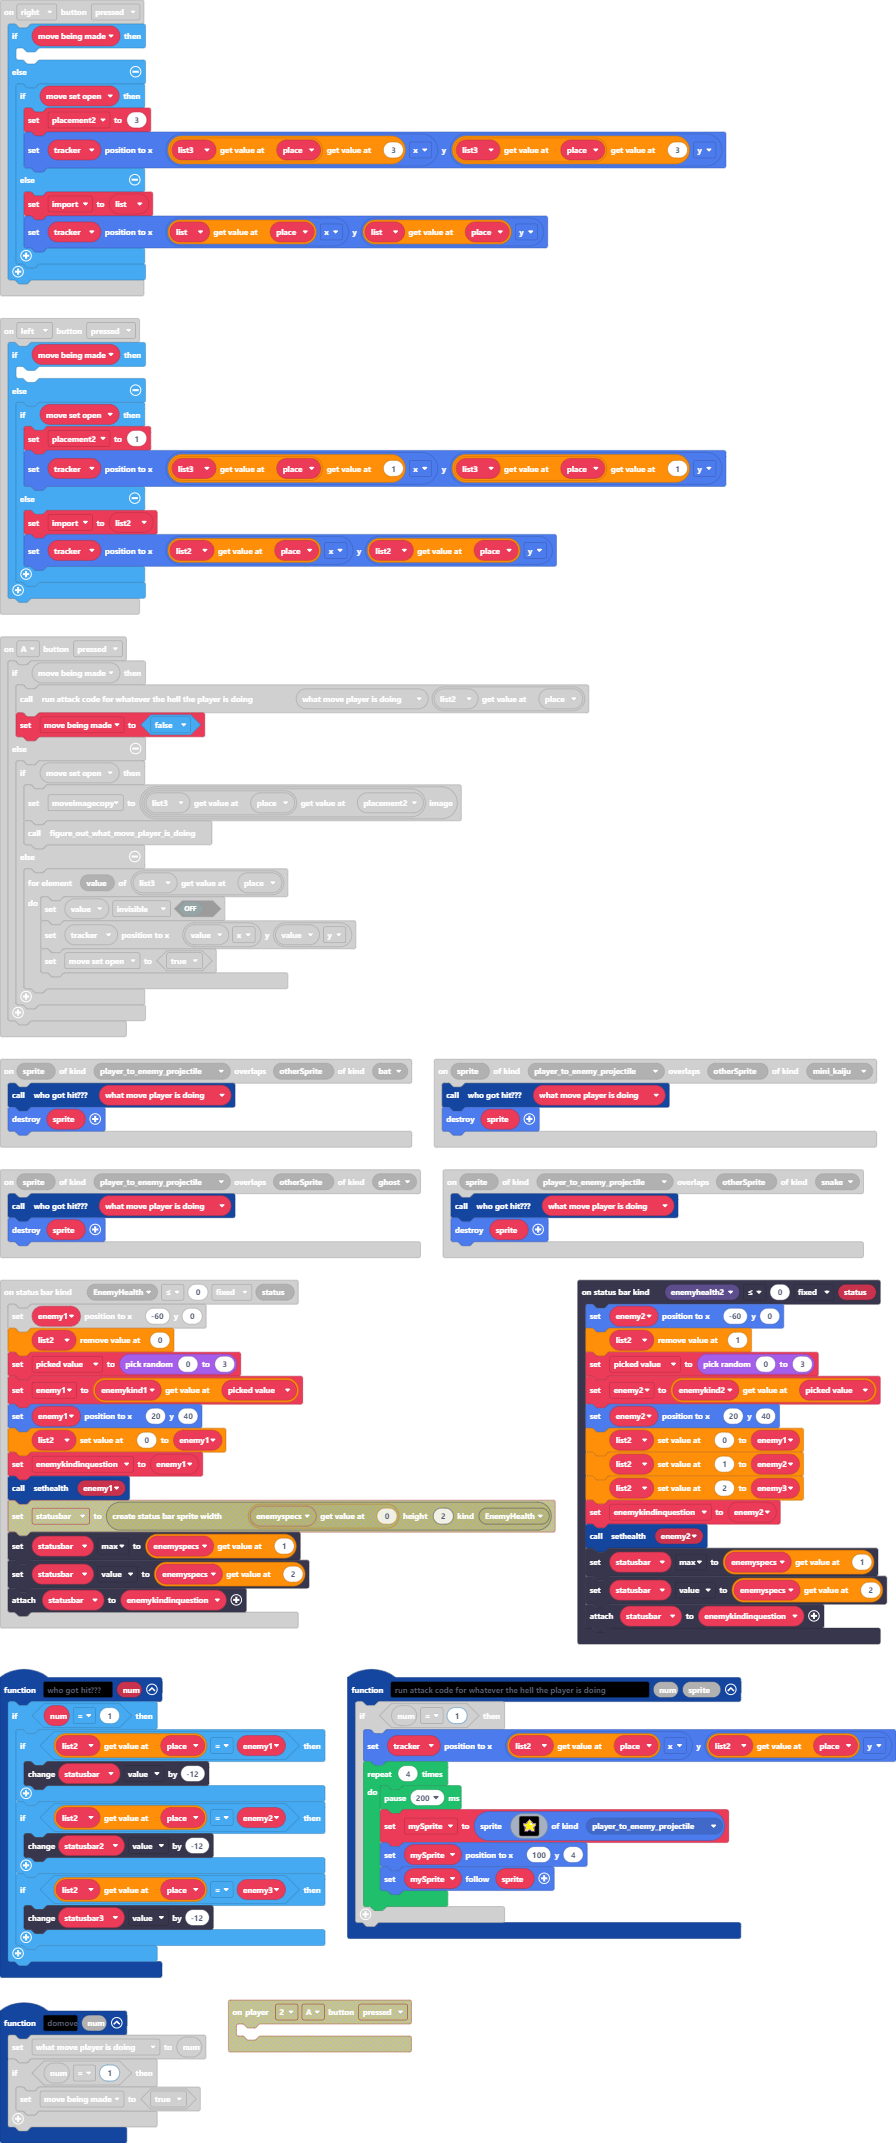 on right button pressed
if move being made then
else
if move set open then
set placement2 to 3
set tracker position to x list3 get value at place get value at 3 x y list3 get value at place get value at 3 y
else
set import to list
set tracker position to x list get value at place x y list get value at place y
on left button pressed
if move being made then
else
if move set open then
set placement2 to 1
set tracker position to x list3 get value at place get value at 1 x y list3 get value at place get value at 1 y
else
set import to list2
set tracker position to x list2 get value at place x y list2 get value at place y
on A button pressed
if move being made then
call run attack code for whatever the hell the player is doing what move player is doing list2 get value at place
set move being made to false
else
if move set open then
set moveimagecopy to list3 get value at place get value at placement2 image
call figure_out_what_move_player_is_doing
else
for element value of list3 get value at place
do set value invisible OFF
set tracker position to x value x y value y
set move set open to true
on sprite of kind player_to_enemy_projectile overlaps otherSprite of kind bat
call who got hit??? what move player is doing
destroy sprite
on sprite of kind player_to_enemy_projectile overlaps otherSprite of kind mini_kaiju
call who got hit??? what move player is doing
destroy sprite
on sprite of kind player_to_enemy_projectile overlaps otherSprite of kind ghost
call who got hit??? what move player is doing
destroy sprite
on sprite of kind player_to_enemy_projectile overlaps otherSprite of kind snake
call who got hit??? what move player is doing
destroy sprite
on status bar kind EnemyHealth ≤ 0 fixed status
set enemy1 position to x -60 y 0
list2 remove value at 0
set picked value to pick random 0 to 3
set enemy1 to enemykind1 get value at picked value
set enemy1 position to x 20 y 40
list2 set value at 0 to enemy1
set enemykindinquestion to enemy1
call sethealth enemy1
set statusbar to create status bar sprite width enemyspecs get value at 0 height 2 kind EnemyHealth
set statusbar max to enemyspecs get value at 1
set statusbar value to enemyspecs get value at 2
attach statusbar to enemykindinquestion
on status bar kind enemyhealth2 ≤ 0 fixed status
set enemy2 position to x -60 y 0
list2 remove value at 1
set picked value to pick random 0 to 3
set enemy2 to enemykind2 get value at picked value
set enemy2 position to x 20 y 40
list2 set value at 0 to enemy1
list2 set value at 1 to enemy2
list2 set value at 2 to enemy3
set enemykindinquestion to enemy2
call sethealth enemy2
set statusbar max to enemyspecs get value at 1
set statusbar value to enemyspecs get value at 2
attach statusbar to enemykindinquestion
function who got hit??? num
if num = 1 then
if list2 get value at place = enemy1 then
change statusbar value by -12
if list2 get value at place = enemy2 then
change statusbar2 value by -12
if list2 get value at place = enemy3 then
change statusbar3 value by -12
function run attack code for whatever the hell the player is doing num sprite
if num = 1 then
set tracker position to x list2 get value at place x y list2 get value at place y
repeat 4 times
do pause 200 ms
set mySprite to sprite of kind player_to_enemy_projectile
set mySprite position to x 100 y 4
set mySprite follow sprite
function domove num
set what move player is doing to num
if num = 1 then
set move being made to true
on player 2 A button pressed